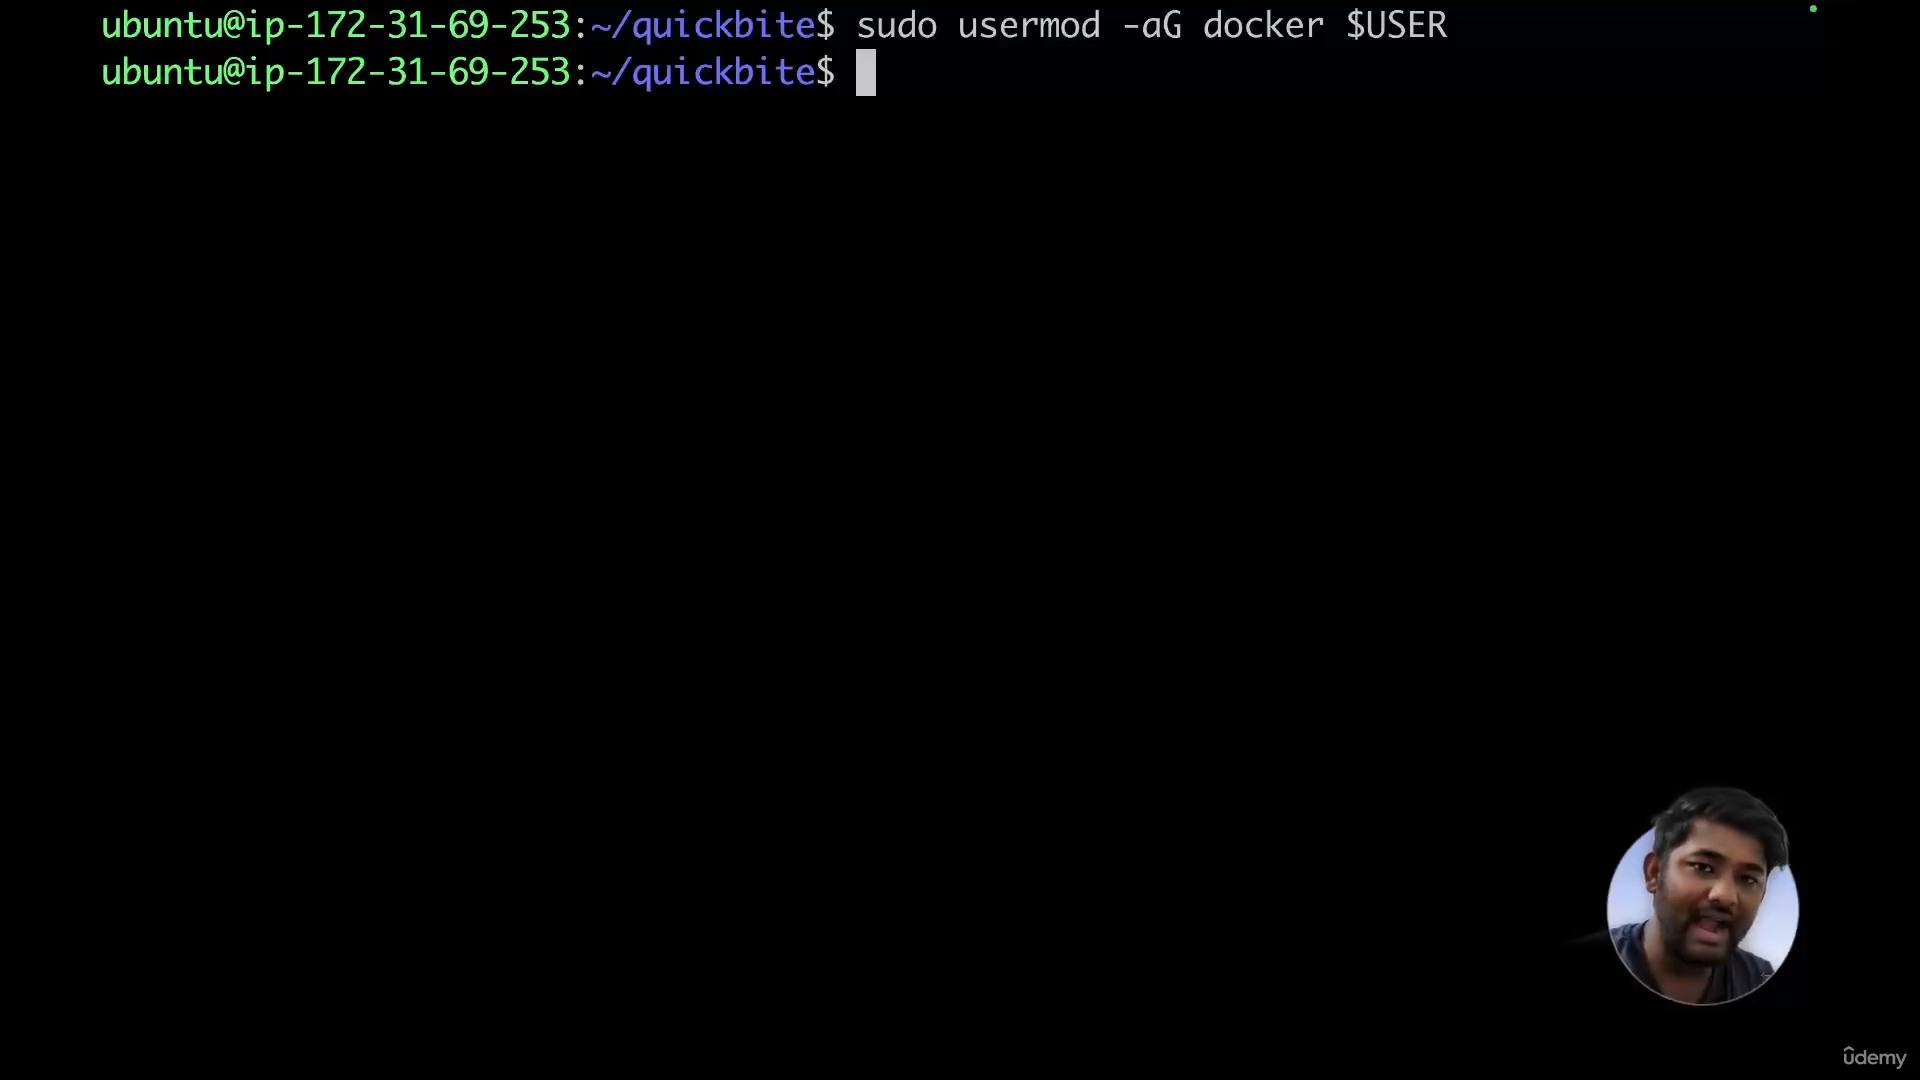 ubuntu@ip-172-31-69-253:~/quickbite$ sudo usermod -aG docker $USER
ubuntu@ip-172-31-69-253:~/quickbite$
ûdemy